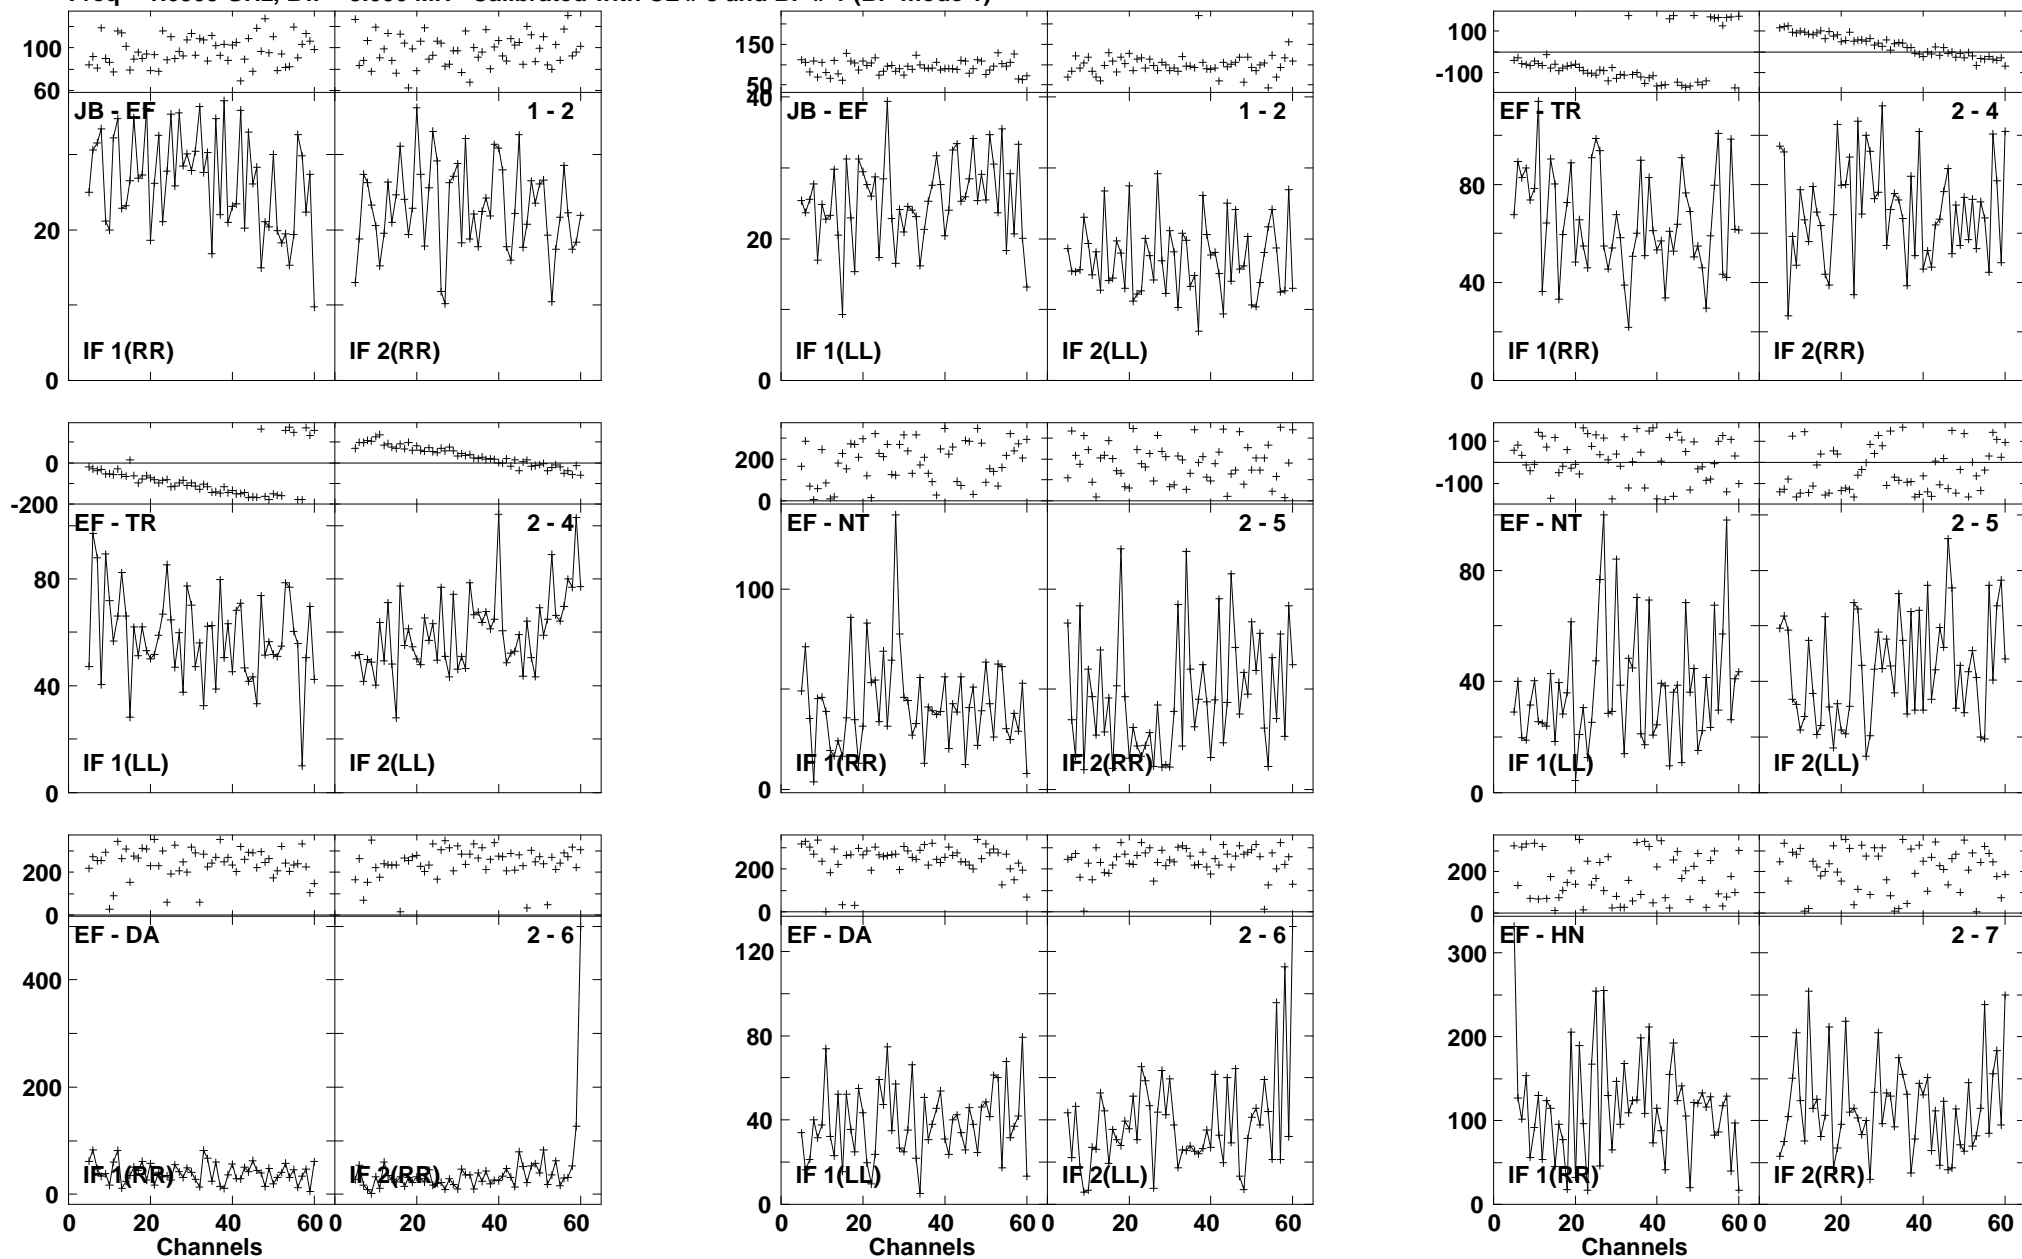 100
60
JB - EF
1 - 2
20
0
IF 1(RR)
IF 2(RR)
150
50
40
JB - EF
1 - 2
20
0
IF 1(LL)
IF 2(LL)
100
-100
EF - TR
2 - 4
80
40
0
IF 1(RR)
IF 2(RR)
0
-200
EF - TR
2 - 4
80
40
0
IF 1(LL)
IF 2(LL)
200
0
EF - NT
2 - 5
100
0
IF 1(RR)
IF 2(RR)
100
-100
EF - NT
2 - 5
80
40
0
IF 1(LL)
IF 2(LL)
200
0
EF - DA
2 - 6
400
200
0
IF 1(RR)
IF 2(RR)
0 20 40 60 0 20 40 60
Channels
200
0
EF - DA
2 - 6
120
80
40
0
IF 1(LL)
IF 2(LL)
0 20 40 60 0 20 40 60
Channels
200
0
EF - HN
2 - 7
300
200
100
0
IF 1(RR)
IF 2(RR)
0 20 40 60 0 20 40 60
Channels